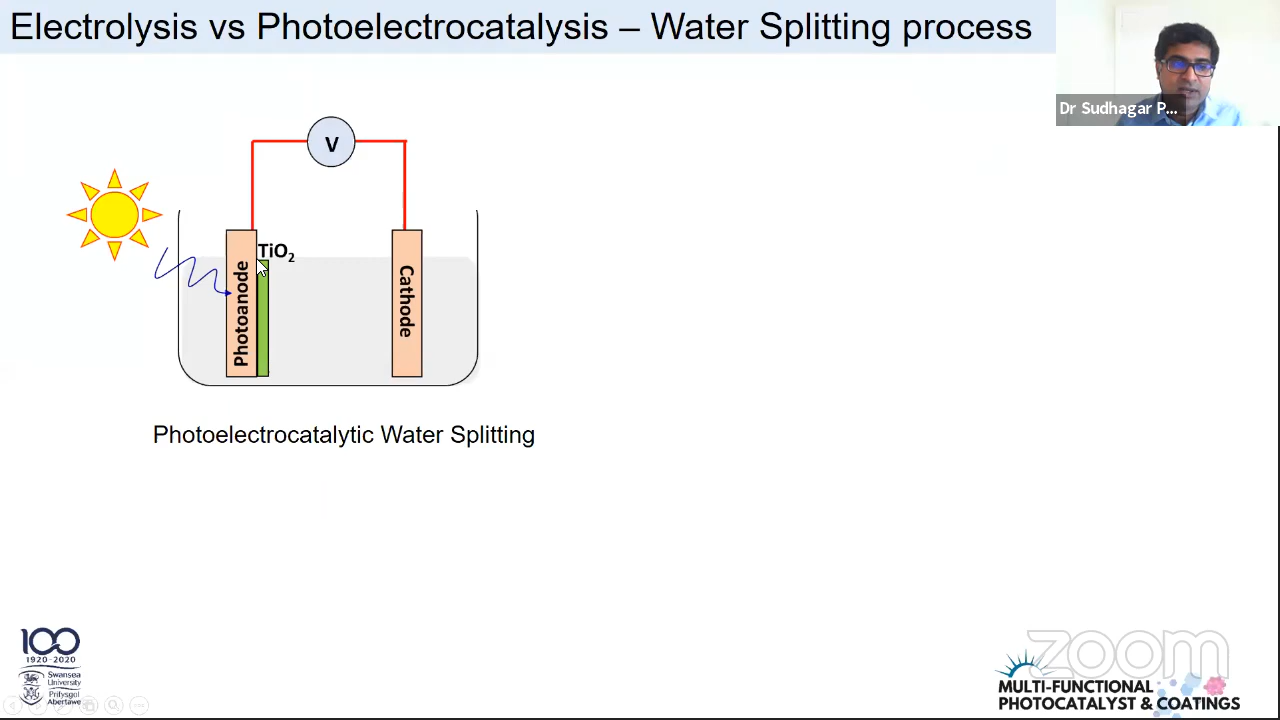 Electrolysis vs Photoelectrocatalysis – Water Splitting process
Dr Sudhagar P...
V
TiO₂
Photoanode
Cathode
Photoelectrocatalytic Water Splitting
100
1920-2020
Swansea
University
Prifysgol
Abertawe
zoom
MULTI-FUNCTIONAL
PHOTOCATALYST & COATINGS